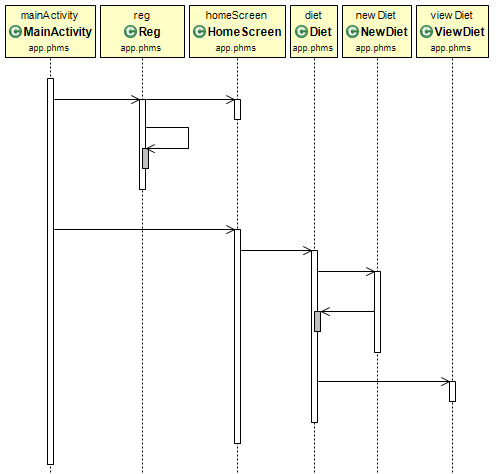 mainActivity
C MainActivity
app.phms
reg
C Reg
app.phms
homeScreen
C HomeScreen
app.phms
diet
C Diet
app.phms
new Diet
C NewDiet
app.phms
view Diet
C ViewDiet
app.phms